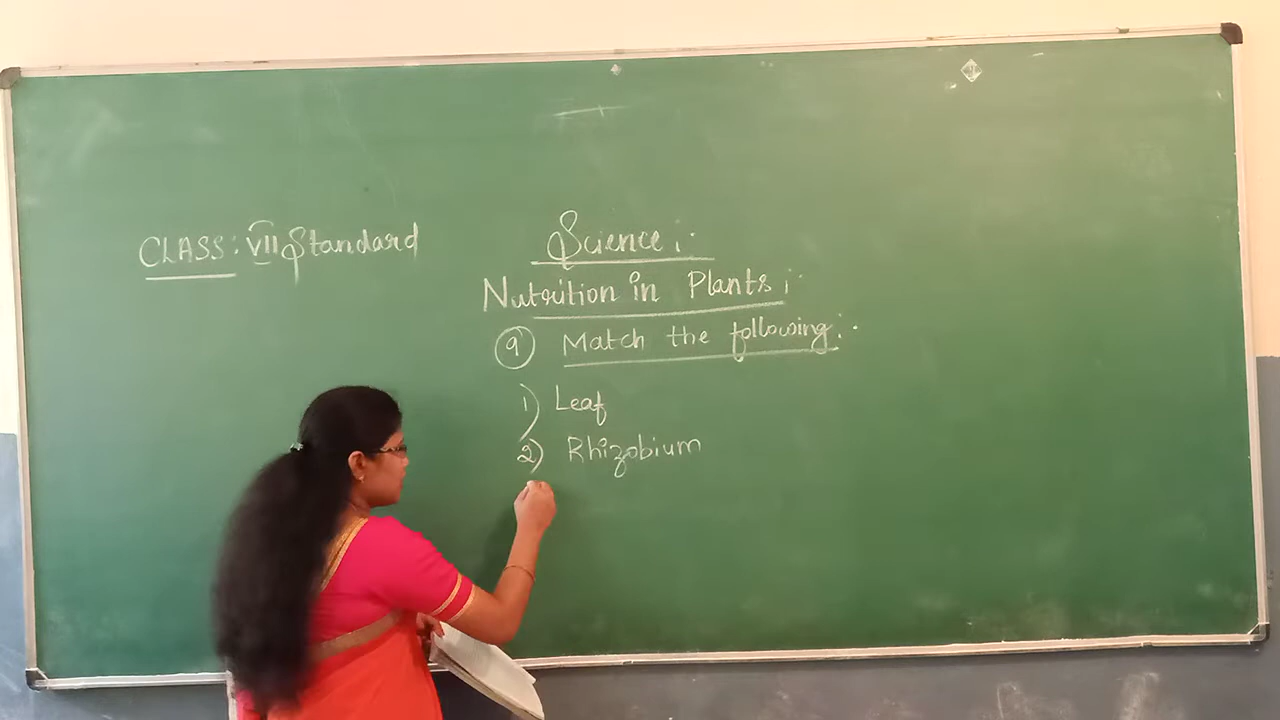 CLASS: VII Standard
Science:
Nutrition in Plants:
9 Match the following:
1) Leaf
2) Rhizobium